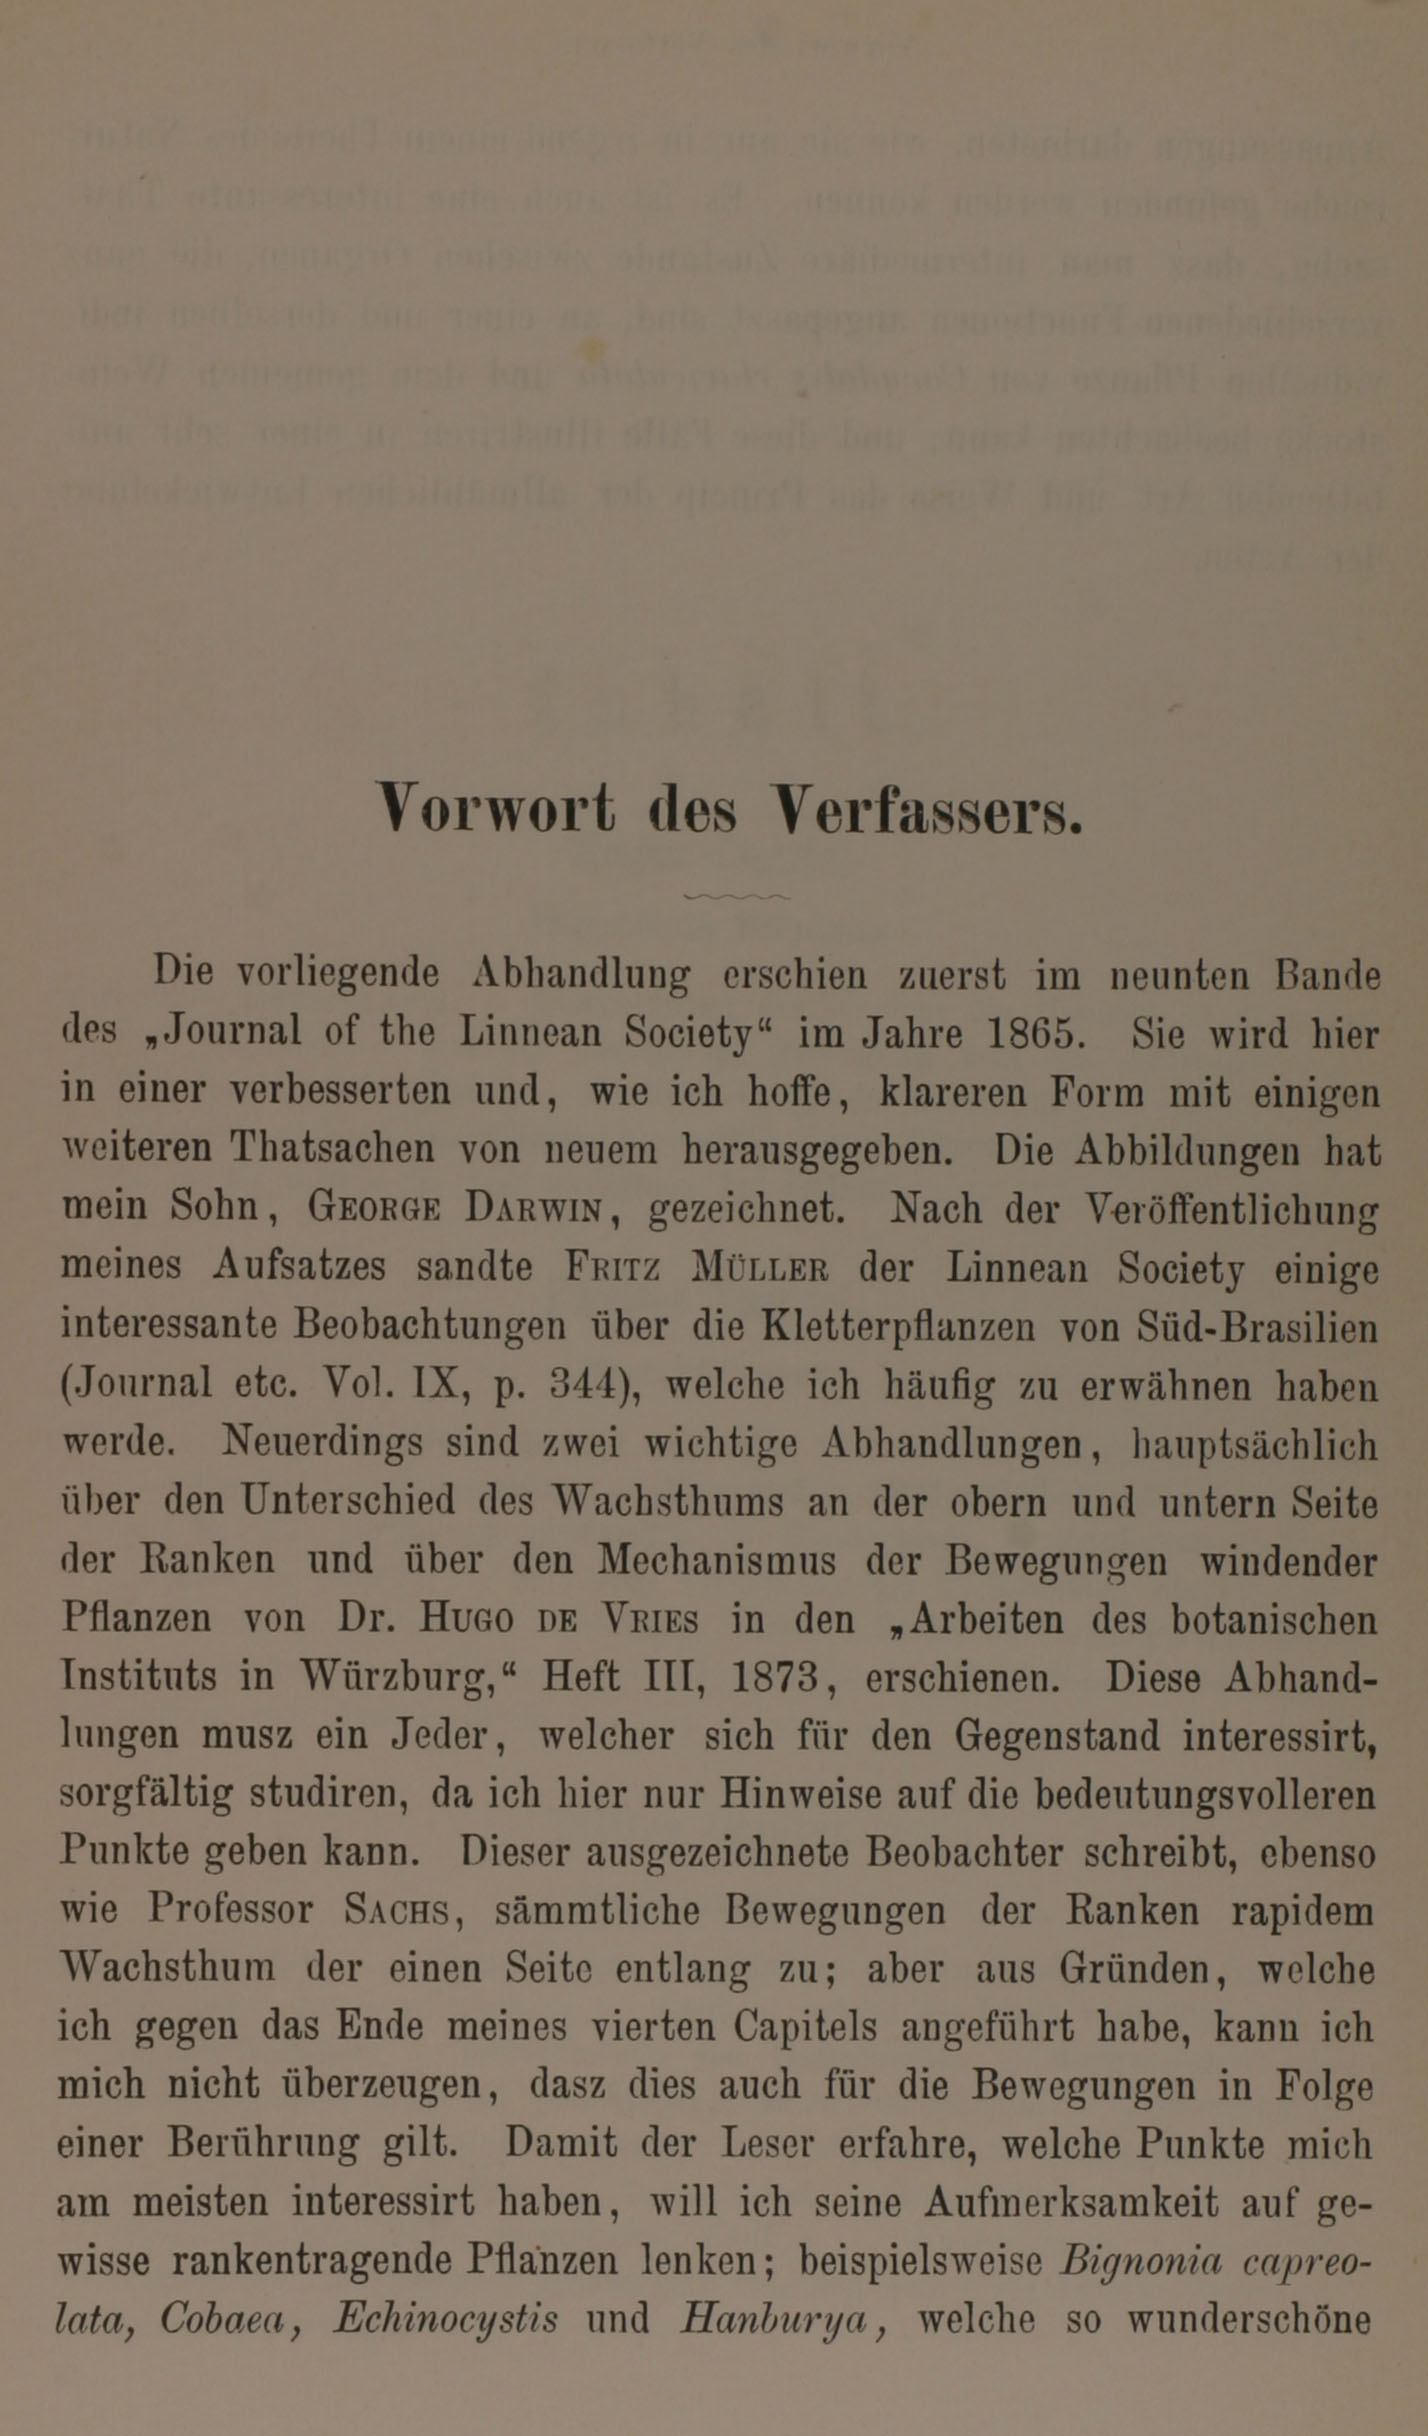 Vorwort des Verfassers.
Die vorliegende Abhandlung erschien zuerst im neunten Bande
des „Journal of the Linnean Society“ im Jahre 1865. Sie wird hier
in einer verbesserten und, wie ich hoffe, klareren Form mit einigen
weiteren Thatsachen von neuem herausgegeben. Die Abbildungen hat
mein Sohn, George Darwin, gezeichnet. Nach der Veröffentlichung
meines Aufsatzes sandte Fritz Müller der Linnean Society einige
interessante Beobachtungen über die Kletterpflanzen von Süd-Brasilien
(Journal etc. Vol. IX, p. 344), welche ich häufig zu erwähnen haben
werde. Neuerdings sind zwei wichtige Abhandlungen, hauptsächlich
über den Unterschied des Wachsthums an der obern und untern Seite
der Ranken und über den Mechanismus der Bewegungen windender
Pflanzen von Dr. Hugo de Vries in den „Arbeiten des botanischen
Instituts in Würzburg,“ Heft III, 1873, erschienen. Diese Abhand-
lungen musz ein Jeder, welcher sich für den Gegenstand interessirt,
sorgfältig studiren, da ich hier nur Hinweise auf die bedeutungsvolleren
Punkte geben kann. Dieser ausgezeichnete Beobachter schreibt, ebenso
wie Professor Sachs, sämmtliche Bewegungen der Ranken rapidem
Wachsthum der einen Seite entlang zu; aber aus Gründen, welche
ich gegen das Ende meines vierten Capitels angeführt habe, kann ich
mich nicht überzeugen, dasz dies auch für die Bewegungen in Folge
einer Berührung gilt. Damit der Leser erfahre, welche Punkte mich
am meisten interessirt haben, will ich seine Aufmerksamkeit auf ge-
wisse rankentragende Pflanzen lenken; beispielsweise Bignonia capreo-
lata, Cobaea, Echinocystis und Hanburya, welche so wunderschöne